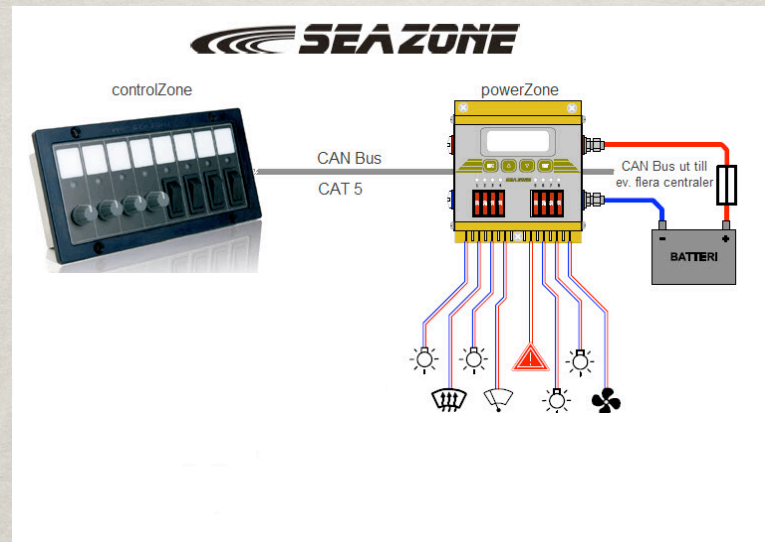 SEAZONE
controlZone
powerZone
CAN Bus
CAT 5
CAN Bus ut till
ev. flera centraler
SEAZONE
1 2 3 4 5 6 7 8
- +
BATTERI